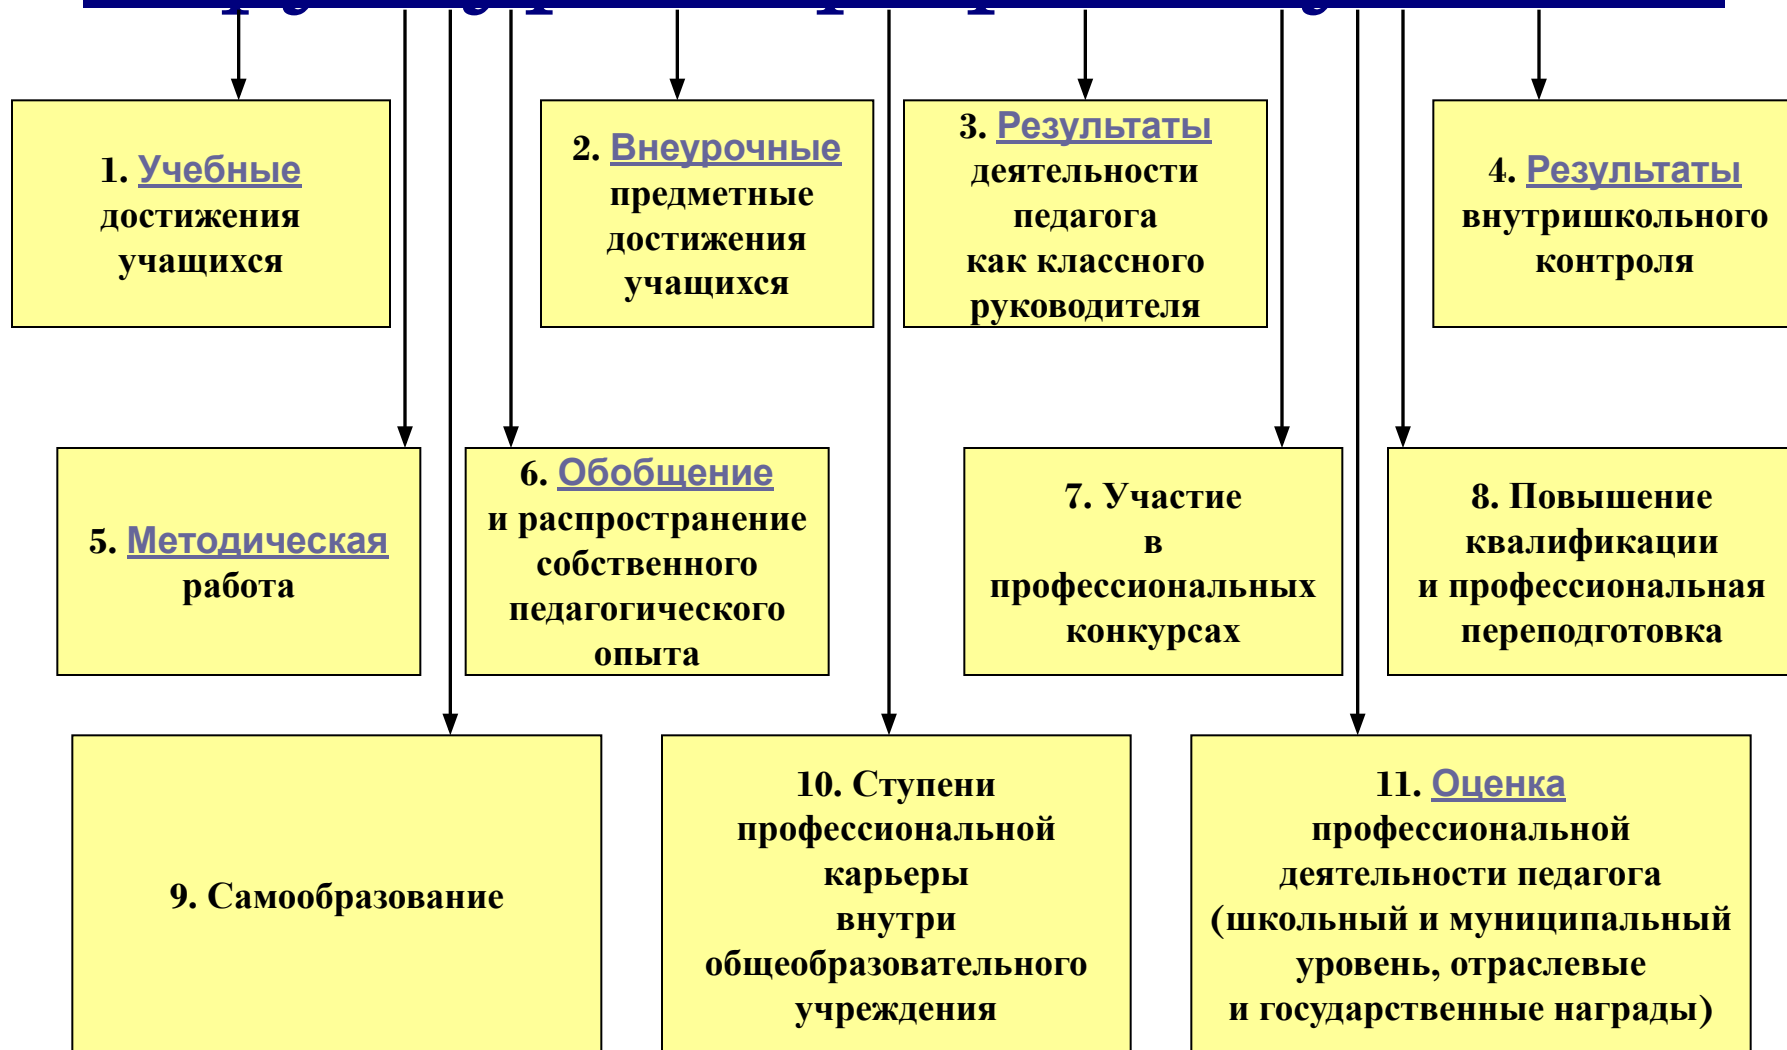 1. Учебные
достижения
учащихся
2. Внеурочные
предметные
достижения
учащихся
3. Результаты
деятельности
педагога
как классного
руководителя
4. Результаты
внутришкольного
контроля
5. Методическая
работа
6. Обобщение
и распространение
собственного
педагогического
опыта
7. Участие
в
профессиональных
конкурсах
8. Повышение
квалификации
и профессиональная
переподготовка
9. Самообразование
10. Ступени
профессиональной
карьеры
внутри
общеобразовательного
учреждения
11. Оценка
профессиональной
деятельности педагога
(школьный и муниципальный
уровень, отраслевые
и государственные награды)